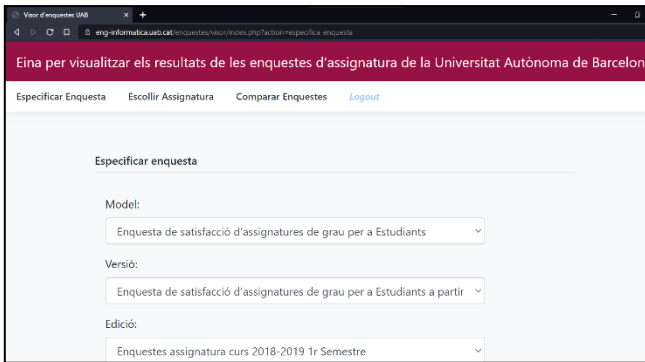 Visor d'enquestes UAB
eng-informatica.uab.cat/enquestes/visor/index.php?action=especifica_enquesta
Eina per visualitzar els resultats de les enquestes d'assignatura de la Universitat Autònoma de Barcelon
Especificar Enquesta Escollir Assignatura Comparar Enquestes Logout
Especificar enquesta
Model:
Enquesta de satisfacció d'assignatures de grau per a Estudiants
Versió:
Enquesta de satisfacció d'assignatures de grau per a Estudiants a partir
Edició:
Enquestes assignatura curs 2018-2019 1r Semestre